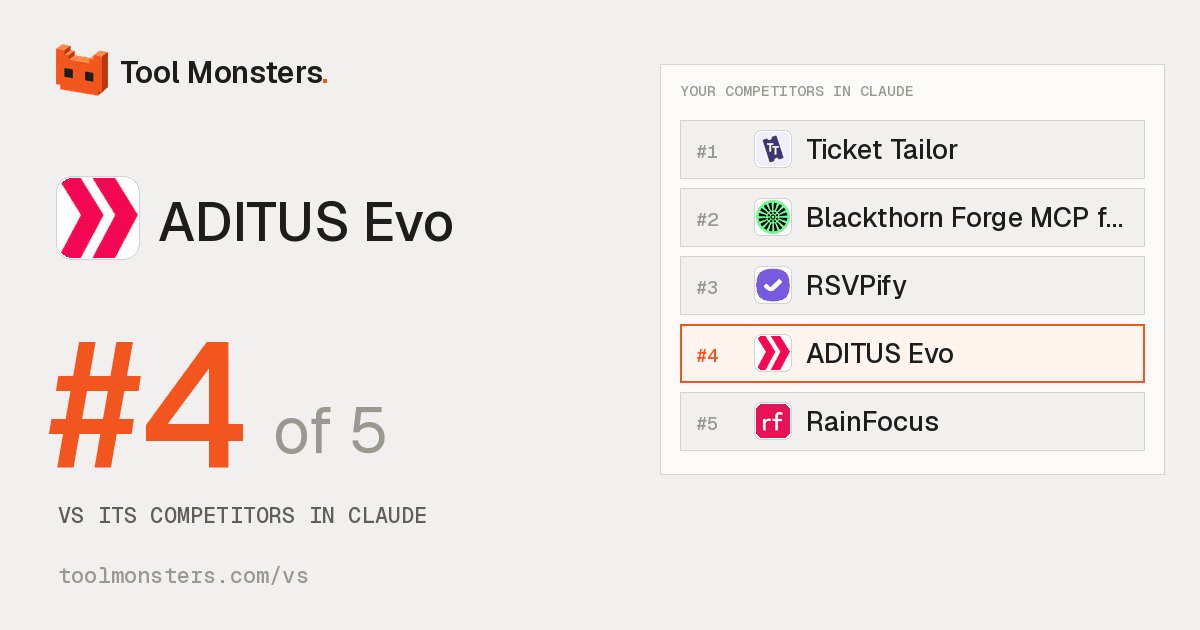 Tool Monsters.
ADITUS Evo
#4 of 5
VS ITS COMPETITORS IN CLAUDE
toolmonsters.com/vs
YOUR COMPETITORS IN CLAUDE
#1 TT Ticket Tailor
#2 Blackthorn Forge MCP f...
#3 RSVPify
#4 ADITUS Evo
#5 rf RainFocus